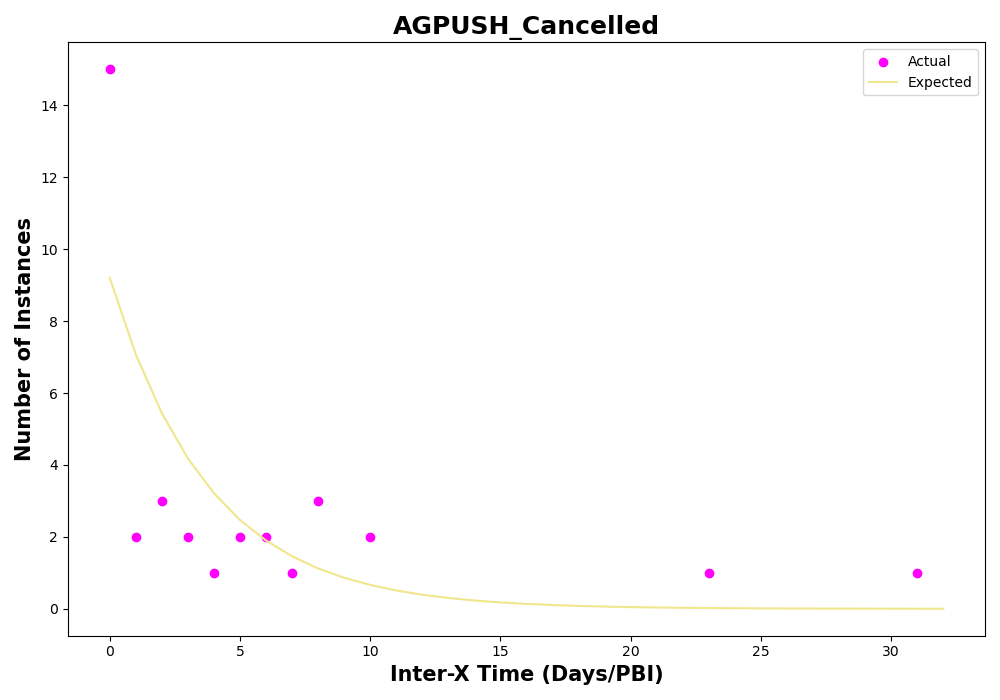 AGPUSH_Cancelled
Actual
Expected
Number of Instances
14
12
10
8
6
4
2
0
0 5 10 15 20 25 30
Inter-X Time (Days/PBI)